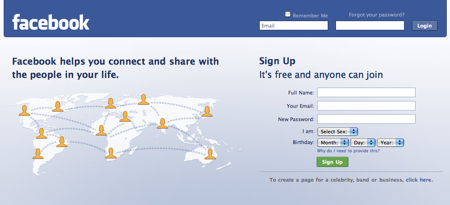 facebook
Remember Me
Forgot your password?
Email
Login
Facebook helps you connect and share with
the people in your life.
Sign Up
It's free and anyone can join
Full Name:
Your Email:
New Password:
I am: Select Sex:
Birthday: Month: Day: Year:
Why do I need to provide this?
Sign Up
To create a page for a celebrity, band or business, click here.